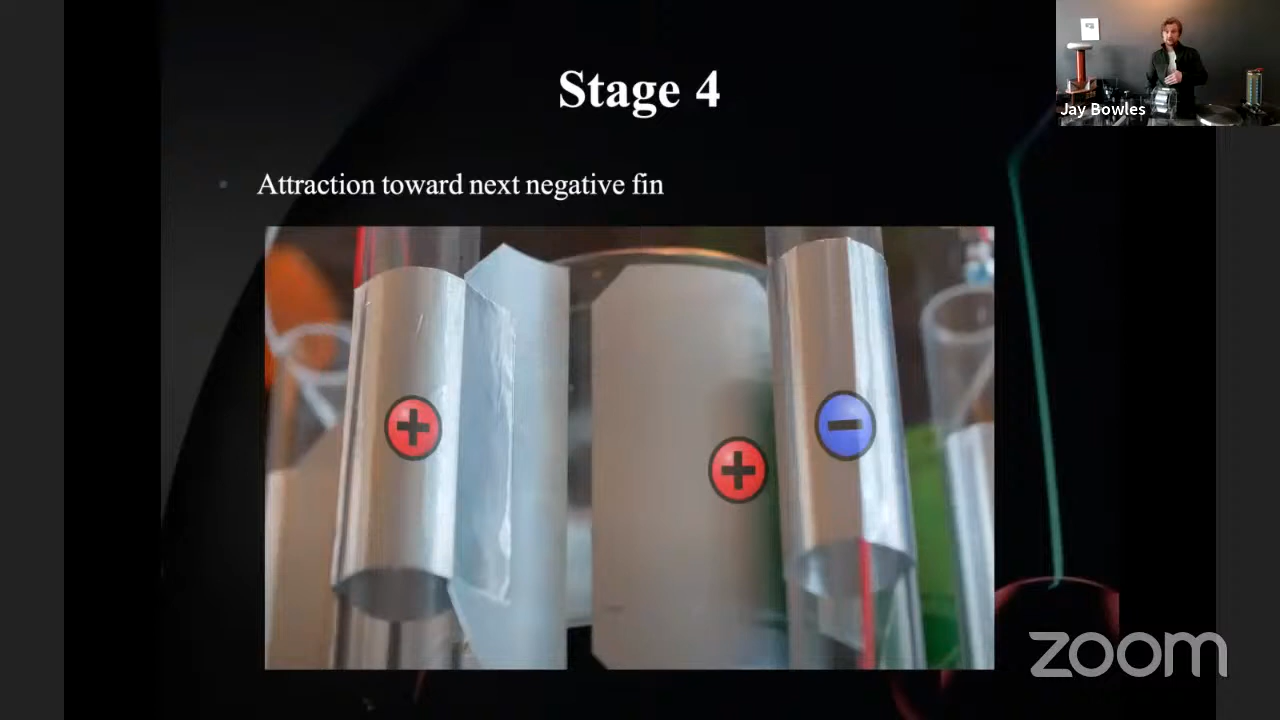 Stage 4
Jay Bowles
Attraction toward next negative fin
+
−
+
zoom